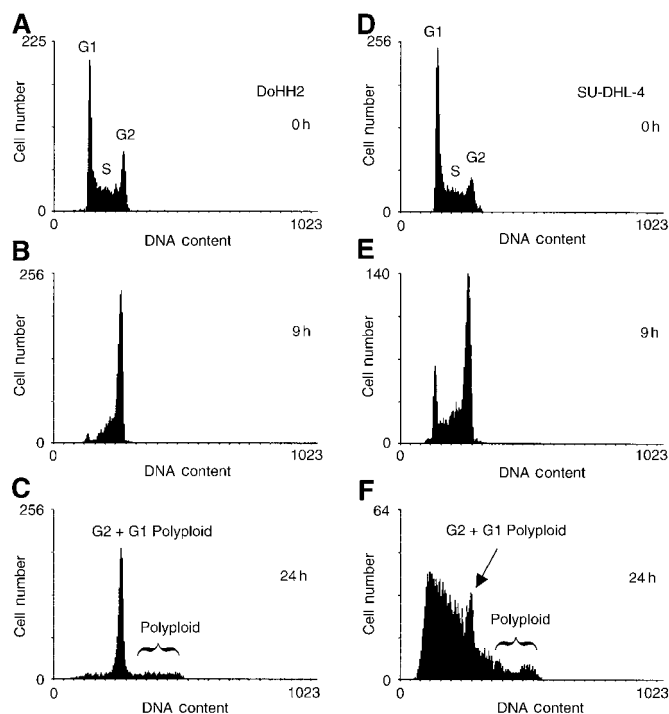 A
225
G1
DoHH2
0 h
G2
S
Cell number
0
0
1023
DNA content
B
256
9 h
Cell number
0
0
1023
DNA content
C
256
G2 + G1 Polyploid
24 h
Polyploid
Cell number
0
0
1023
DNA content
D
256
G1
SU-DHL-4
0 h
G2
S
Cell number
0
0
1023
DNA content
E
140
9 h
Cell number
0
0
1023
DNA content
F
64
G2 + G1 Polyploid
24 h
Polyploid
Cell number
0
0
1023
DNA content